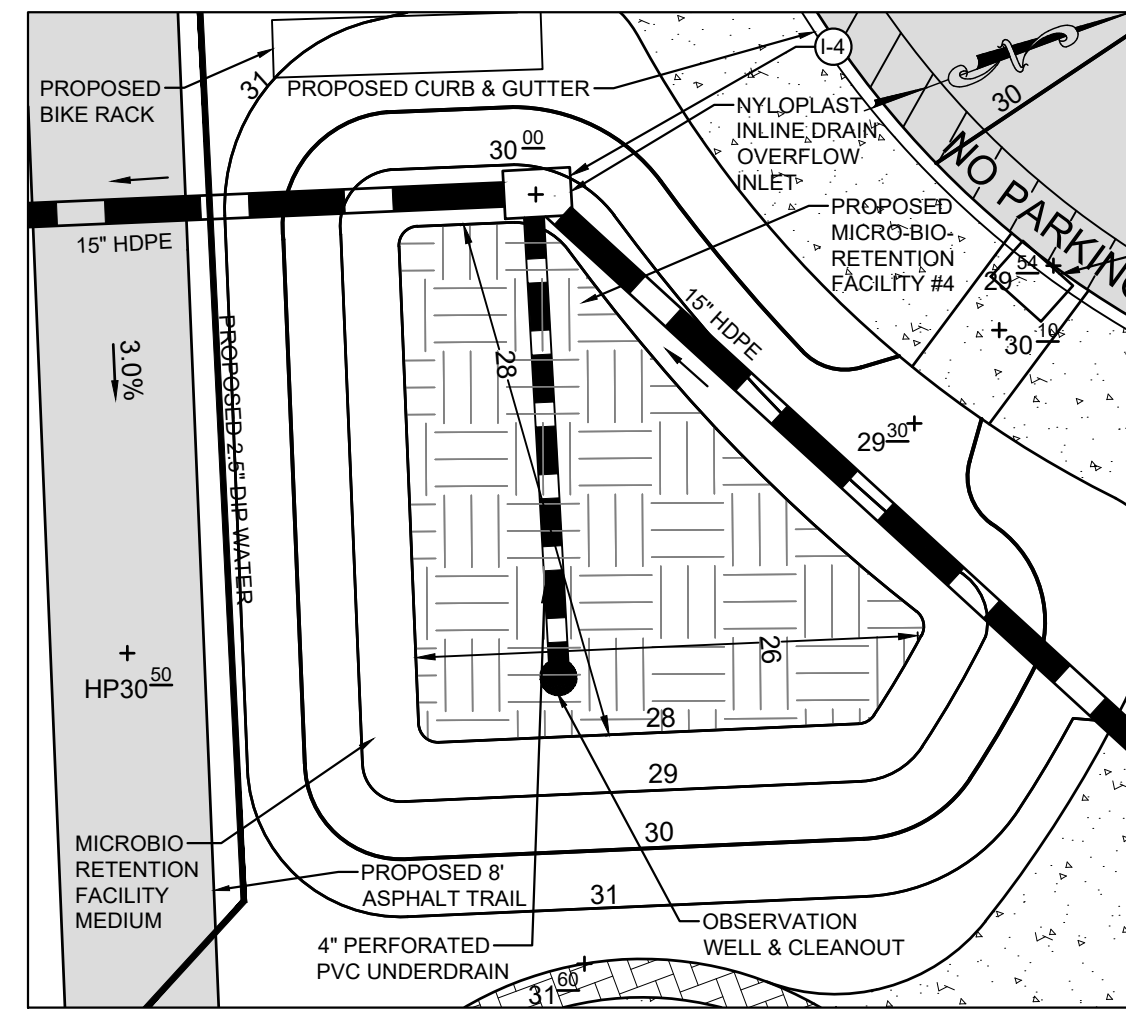 PROPOSED
BIKE RACK
31
PROPOSED CURB & GUTTER
I-4
30
NO PARKING
NYLOPLAST
INLINE DRAIN
OVERFLOW
INLET
30 00
15" HDPE
PROPOSED
MICRO-BIO-
RETENTION
FACILITY #4
29 54
30 10
15" HDPE
28
3.0%
PROPOSED 2.5" DIP WATER
29 30
26
HP30 50
28
29
30
31
MICROBIO
RETENTION
FACILITY
MEDIUM
PROPOSED 8'
ASPHALT TRAIL
4" PERFORATED
PVC UNDERDRAIN
OBSERVATION
WELL & CLEANOUT
31 60